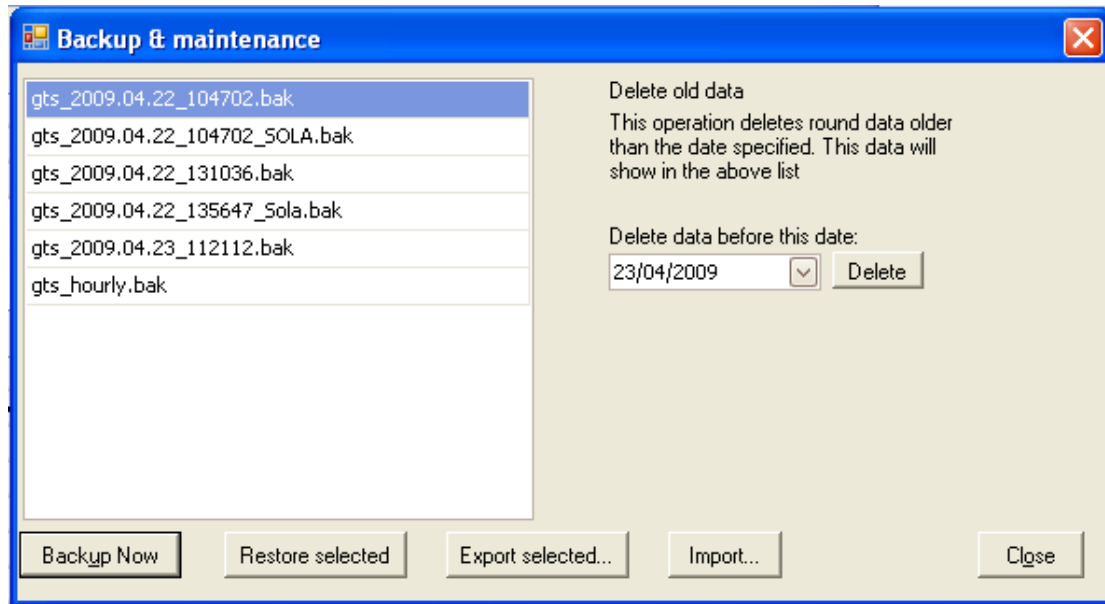 Backup & maintenance
gts_2009.04.22_104702.bak
gts_2009.04.22_104702_SOLA.bak
gts_2009.04.22_131036.bak
gts_2009.04.22_135647_Sola.bak
gts_2009.04.23_112112.bak
gts_hourly.bak
Delete old data
This operation deletes round data older
than the date specified. This data will
show in the above list
Delete data before this date:
23/04/2009 Delete
Backup Now Restore selected Export selected... Import... Close